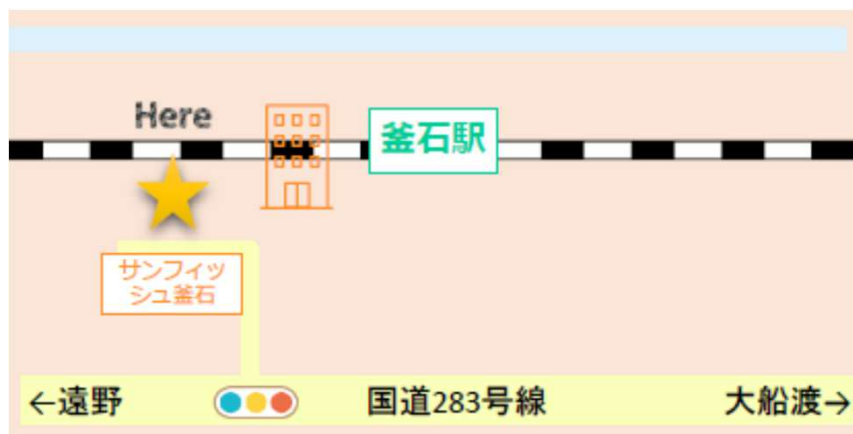 Here
釜石駅
サンフィッ
シュ釜石
←遠野
国道283号線
大船渡→